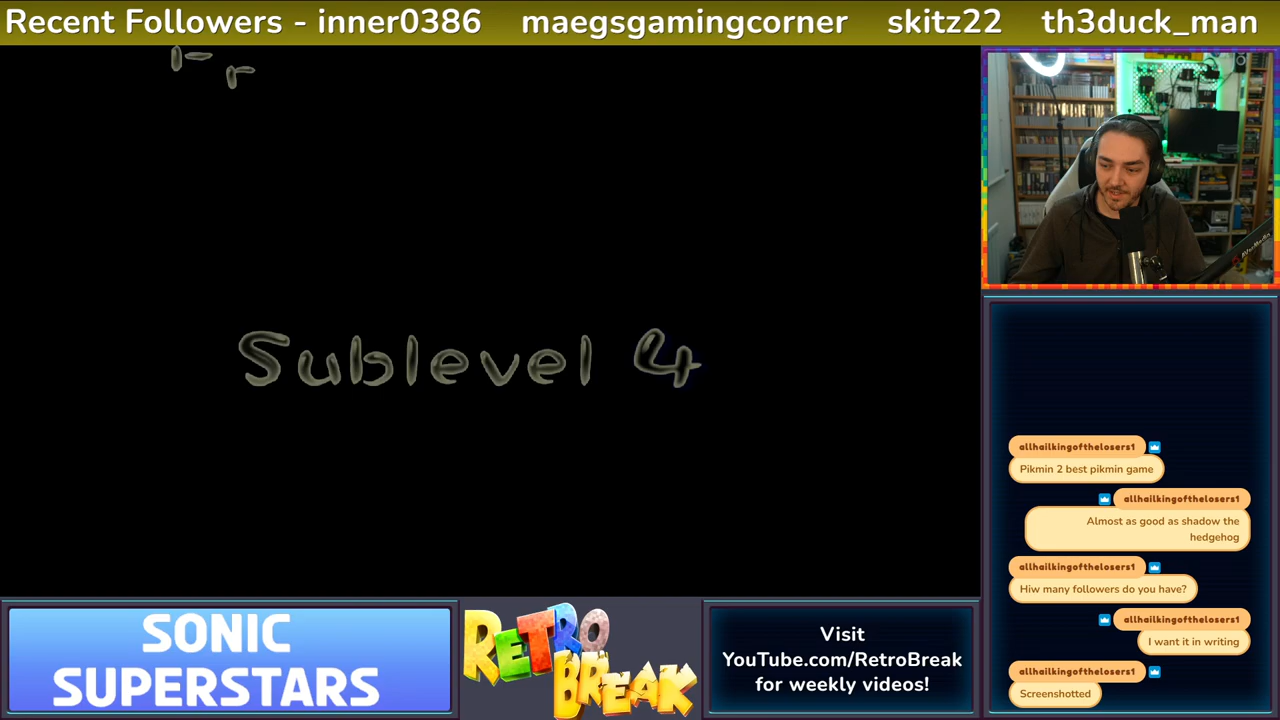 Recent Followers - inner0386 maegsgamingcorner skitz22 th3duck_man
Sublevel 4
allhailkingofthelosers1
Pikmin 2 best pikmin game
allhailkingofthelosers1
Almost as good as shadow the
hedgehog
allhailkingofthelosers1
Hiw many followers do you have?
allhailkingofthelosers1
I want it in writing
allhailkingofthelosers1
Screenshotted
SONIC
SUPERSTARS
RETRO
BREAK
Visit
YouTube.com/RetroBreak
for weekly videos!